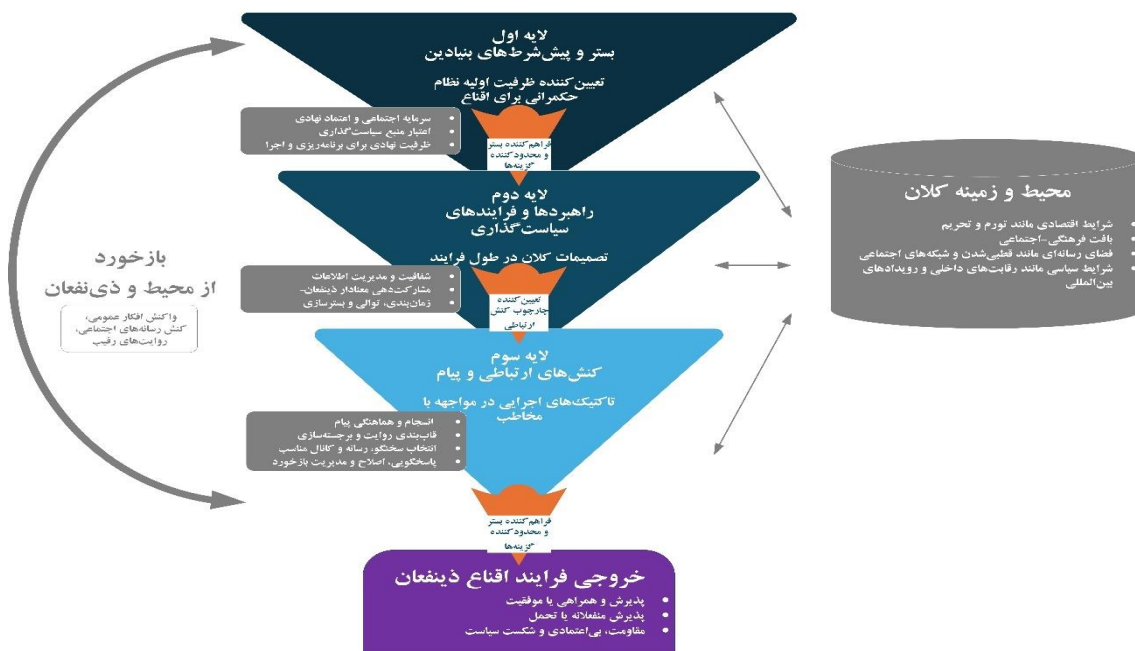 لایه اول
بستر و پیش‌شرط‌های بنیادین
تعیین‌کننده ظرفیت اولیه نظام
حکمرانی برای اقناع
سرمایه اجتماعی و اعتماد نهادی
اعتبار منبع سیاست‌گذاری
ظرفیت نهادی برای برنامه‌ریزی و اجرا
فراهم‌کننده بستر
و محدودکننده
گزینه‌ها
لایه دوم
راهبردها و فرایندهای
سیاست‌گذاری
تصمیمات کلان در طول فرایند
شفافیت و مدیریت اطلاعات
مشارکت‌دهی معنادار ذینفعان-
زمان‌بندی، توالی و بسترسازی
تعیین‌کننده
چارچوب کنش
ارتباطی
لایه سوم
کنش‌های ارتباطی و پیام
تاکتیک‌های اجرایی در مواجهه با
مخاطب
انسجام و هماهنگی پیام
قاب‌بندی روایت و برجسته‌سازی
انتخاب سخنگو، رسانه و کانال مناسب
پاسخگویی، اصلاح و مدیریت بازخورد
فراهم‌کننده بستر
و محدودکننده
گزینه‌ها
خروجی فرایند اقناع ذینفعان
پذیرش و همراهی یا موفقیت
پذیرش منفعلانه یا تحمل
مقاومت، بی‌اعتمادی و شکست سیاست
محیط و زمینه کلان
شرایط اقتصادی مانند تورم و تحریم
بافت فرهنگی-اجتماعی
فضای رسانه‌ای مانند قطبی‌شدن و شبکه‌های اجتماعی
شرایط سیاسی مانند رقابت‌های داخلی و رویدادهای
بین‌المللی
بازخورد
از محیط و ذی‌نفعان
واکنش افکار عمومی،
کنش رسانه‌های اجتماعی،
روایت‌های رقیب